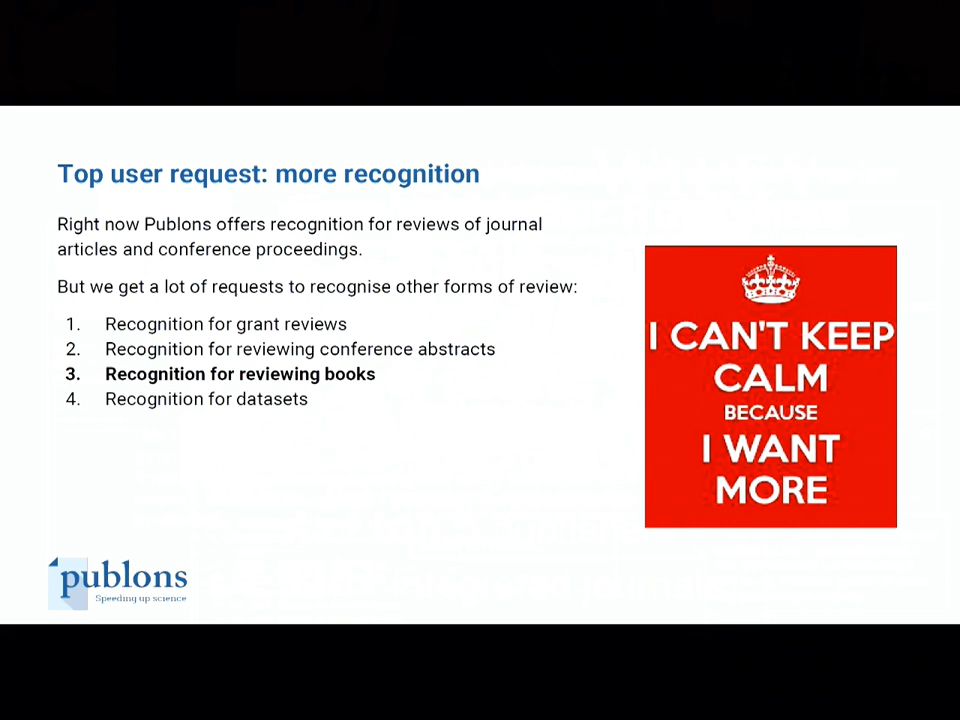 Top user request: more recognition
Right now Publons offers recognition for reviews of journal
articles and conference proceedings.
But we get a lot of requests to recognise other forms of review:
1. Recognition for grant reviews
2. Recognition for reviewing conference abstracts
3. Recognition for reviewing books
4. Recognition for datasets
I CAN'T KEEP
CALM
BECAUSE
I WANT
MORE
publons
Speeding up science